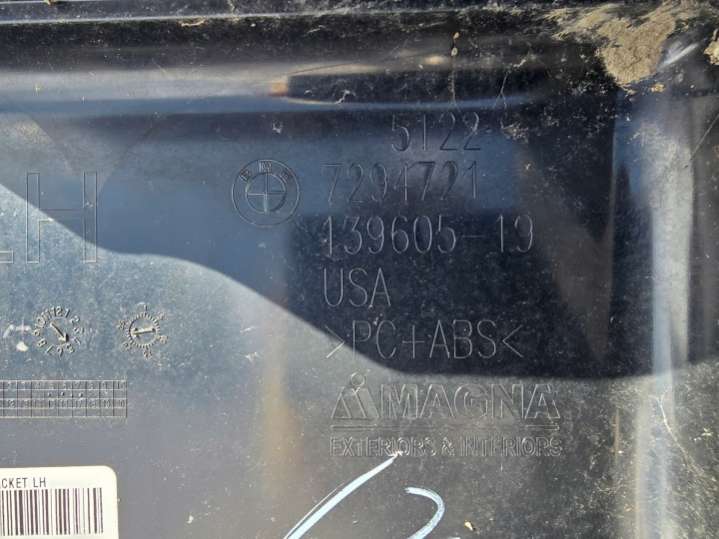 5122
7294721
LH
139605-19
USA
>PC+ABS<
MAGNA
EXTERIORS & INTERIORS
CKET LH